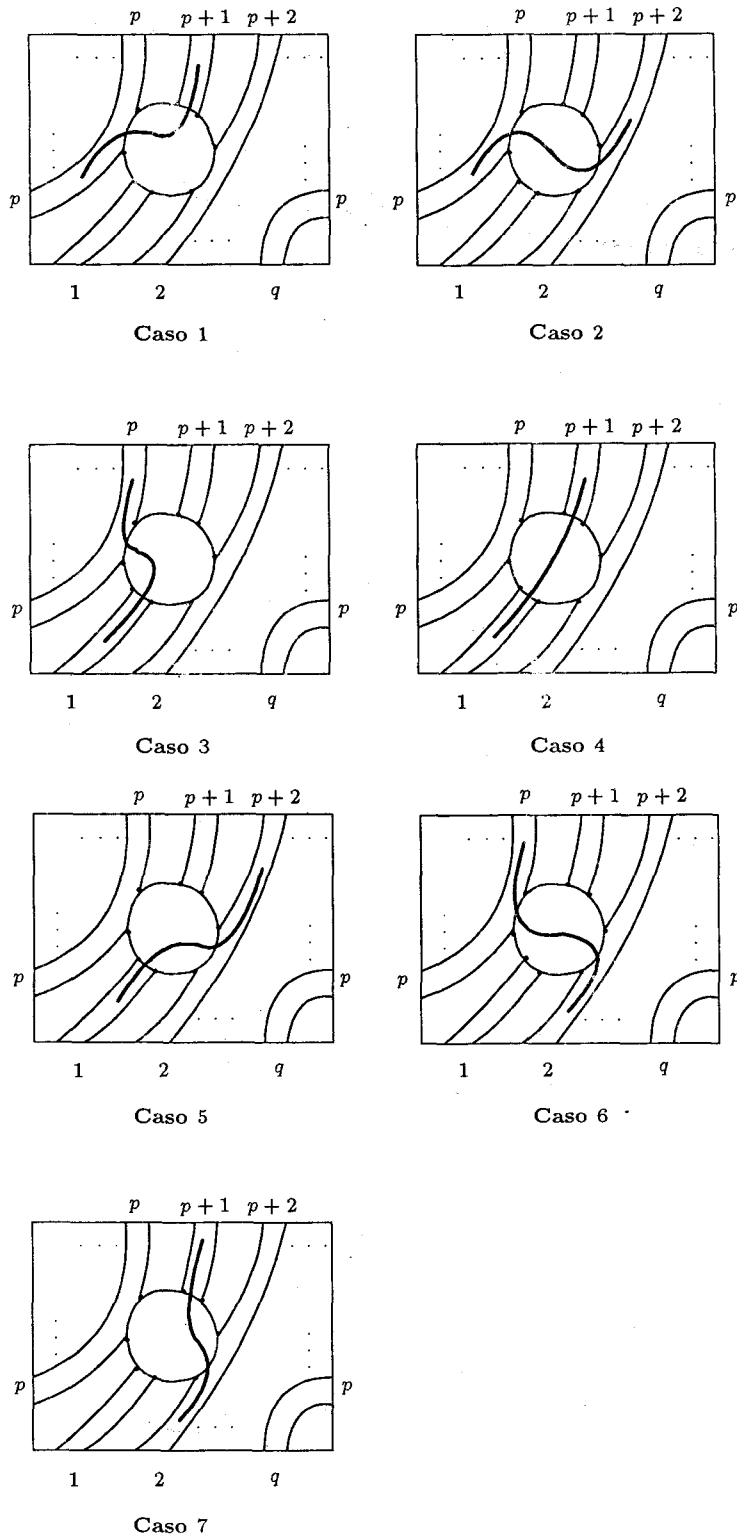 p p + 1 p + 2 p p + 1 p + 2
p p p p
1 2 q 1 2 q
Caso 1 Caso 2
p p + 1 p + 2 p p + 1 p + 2
p p p p
1 2 q 1 2 q
Caso 3 Caso 4
p p + 1 p + 2 p p + 1 p + 2
p p p p
1 2 q 1 2 q
Caso 5 Caso 6
p p + 1 p + 2
p p
1 2 q
Caso 7